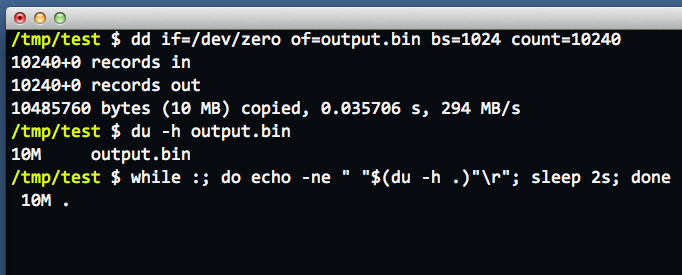 /tmp/test $ dd if=/dev/zero of=output.bin bs=1024 count=10240
10240+0 records in
10240+0 records out
10485760 bytes (10 MB) copied, 0.035706 s, 294 MB/s
/tmp/test $ du -h output.bin
10M     output.bin
/tmp/test $ while :; do echo -ne " "$(du -h .)"\r"; sleep 2s; done
 10M .